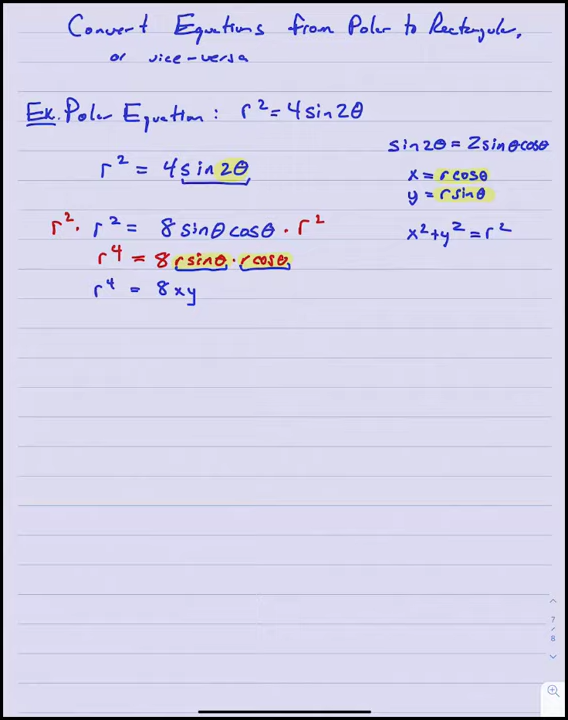 Convert Equations from Polar to Rectangular,
or vice-versa
Ex. Polar Equation: r² = 4 sin 2θ
sin 2θ = 2 sinθ cosθ
r² = 4 sin 2θ
x = r cosθ
y = r sinθ
r² · r² = 8 sinθ cosθ · r²
x² + y² = r²
r⁴ = 8 r sinθ · r cosθ
r⁴ = 8xy
7
/
8